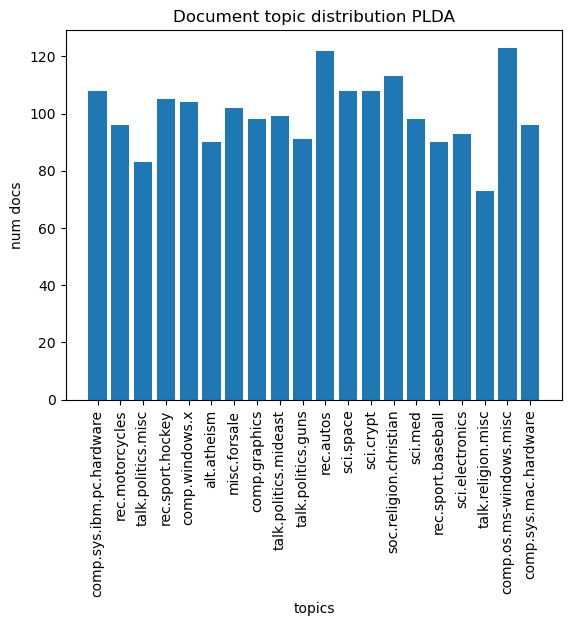 Document topic distribution PLDA
num docs
120
100
80
60
40
20
0
comp.sys.ibm.pc.hardware
rec.motorcycles
talk.politics.misc
rec.sport.hockey
comp.windows.x
alt.atheism
misc.forsale
comp.graphics
talk.politics.mideast
talk.politics.guns
rec.autos
sci.space
sci.crypt
soc.religion.christian
sci.med
rec.sport.baseball
sci.electronics
talk.religion.misc
comp.os.ms-windows.misc
comp.sys.mac.hardware
topics